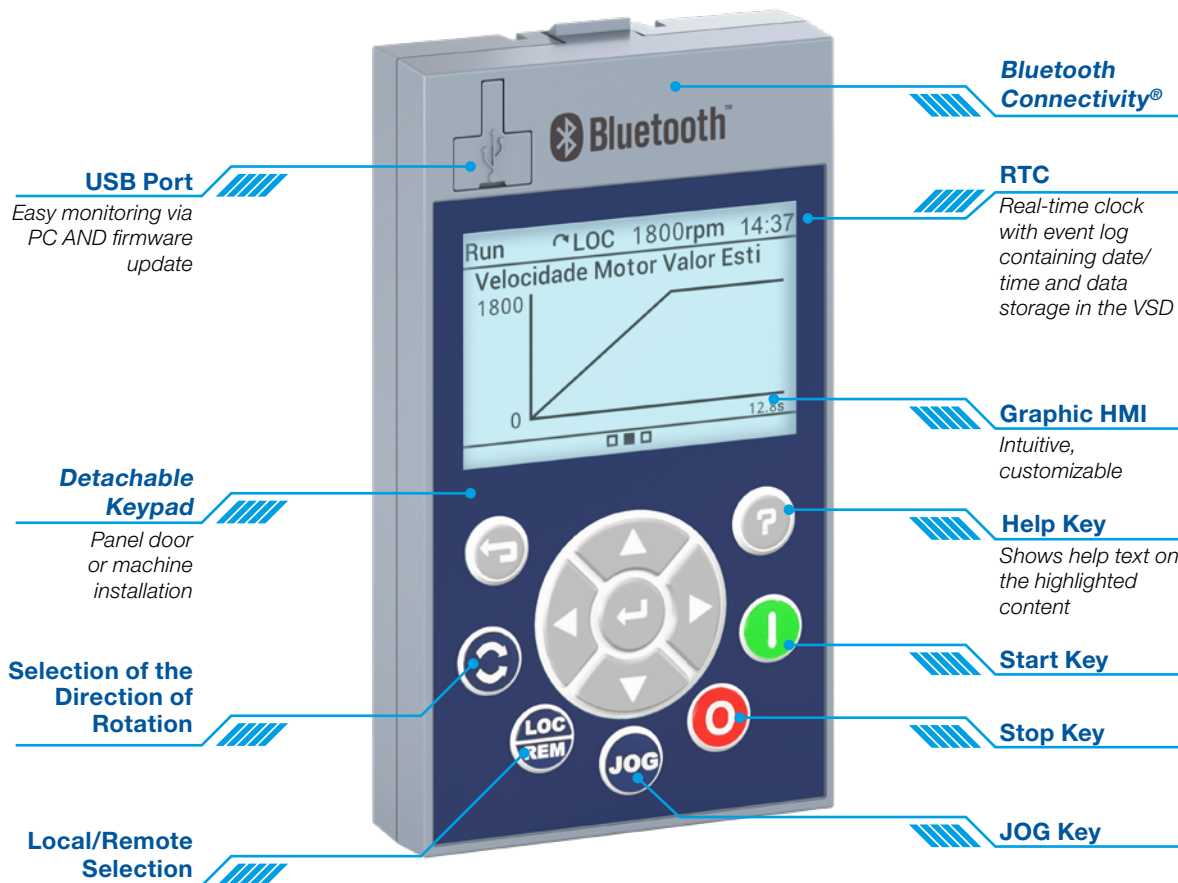 Bluetooth™
Bluetooth
Connectivity®
USB Port
Easy monitoring via
PC AND firmware
update
RTC
Real-time clock
with event log
containing date/
time and data
storage in the VSD
Run LOC 1800rpm 14:37
Velocidade Motor Valor Esti
1800
0
12.8s
Graphic HMI
Intuitive,
customizable
Detachable
Keypad
Panel door
or machine
installation
?
Help Key
Shows help text on
the highlighted
content
Selection of the
Direction of
Rotation
I
Start Key
LOC
REM
O
Stop Key
JOG
JOG Key
Local/Remote
Selection